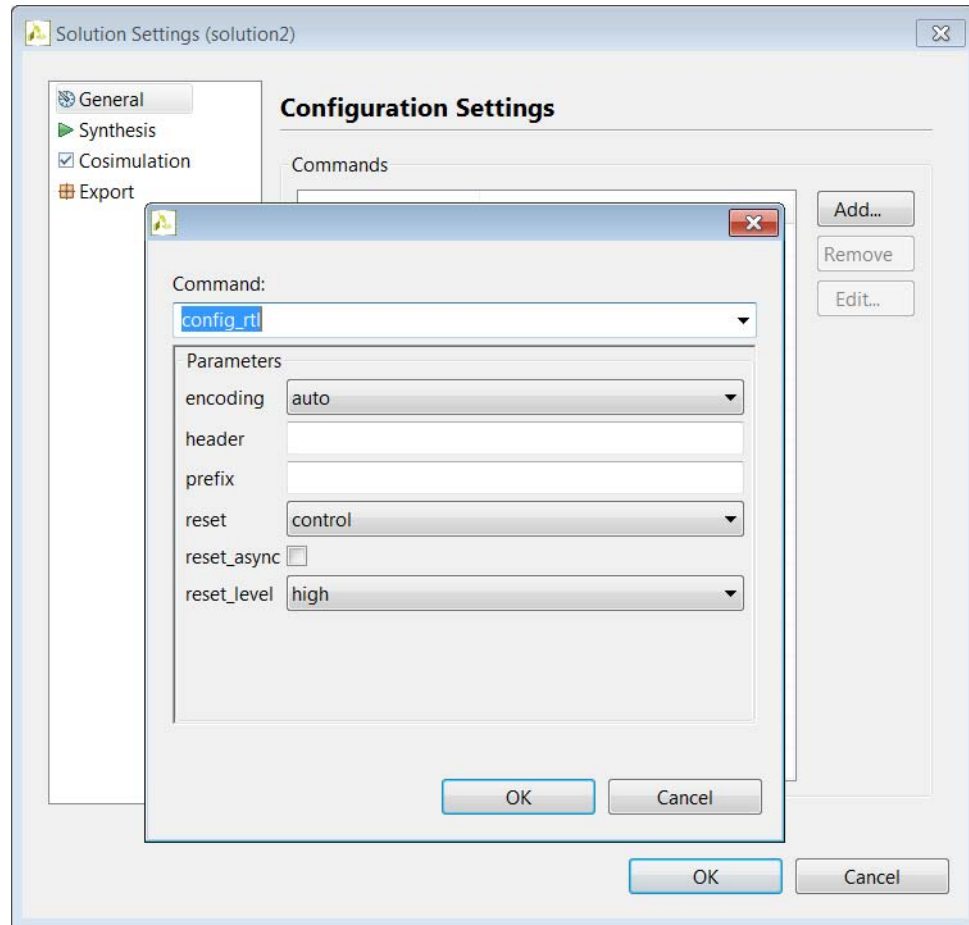 Solution Settings (solution2)
General
Synthesis
Cosimulation
Export
Configuration Settings
Commands
Add...
Remove
Edit...
Command:
config_rtl
Parameters
encoding auto
header
prefix
reset control
reset_async
reset_level high
OK Cancel
OK Cancel